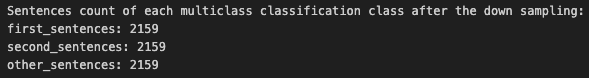 Sentences count of each multiclass classification class after the down sampling:
first_sentences: 2159
second_sentences: 2159
other_sentences: 2159